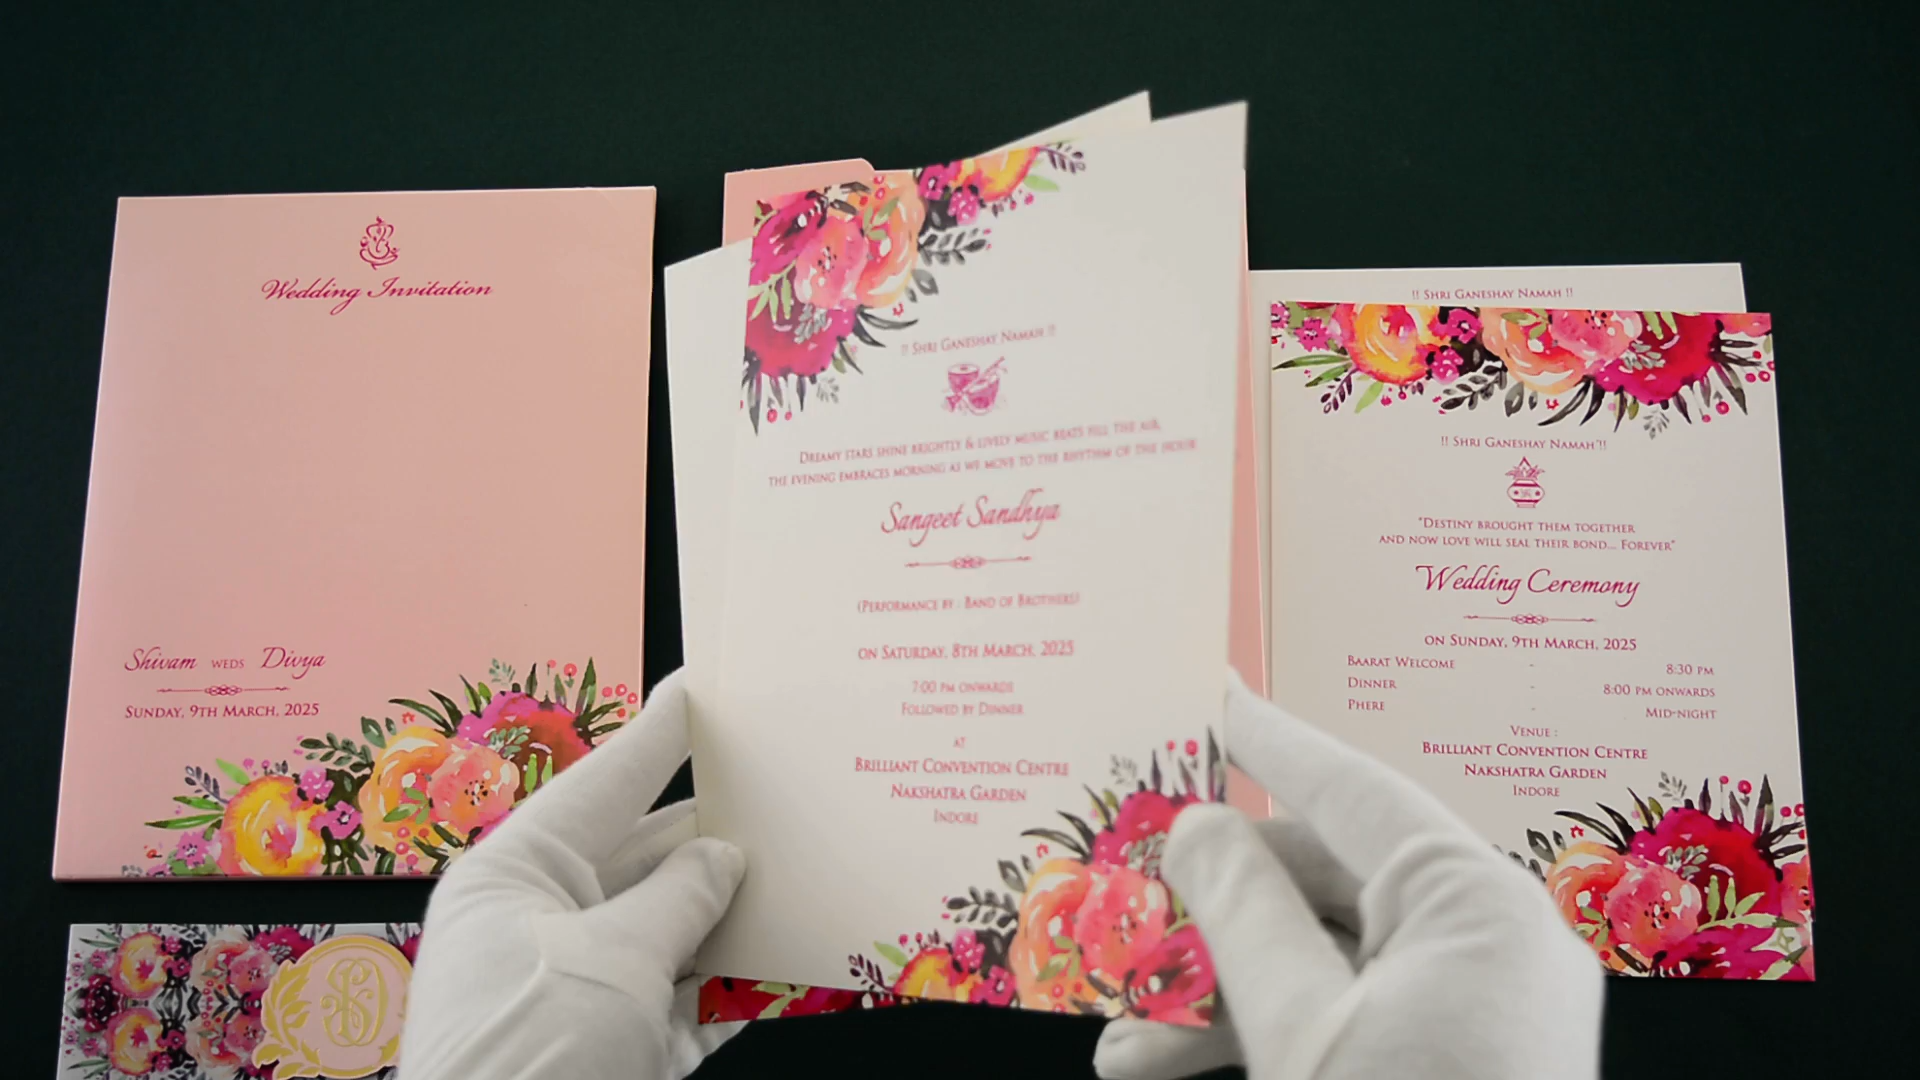 Wedding Invitation
Shivam weds Divya
Sunday, 9th March, 2025
!! Shri Ganeshay Namah !!
Dreamy stars shine brightly & lively music beats fill the air,
the evening embraces morning as we move to the rhythm of the hour
Sangeet Sandhya
(Performance by : Band of Brothers)
on Saturday, 8th March, 2025
7:00 pm onwards
Followed by Dinner
at
Brilliant Convention Centre
Nakshatra Garden
Indore
!! Shri Ganeshay Namah !!
!! Shri Ganeshay Namah !!
"Destiny brought them together
and now love will seal their bond... Forever"
Wedding Ceremony
on Sunday, 9th March, 2025
Baarat Welcome - 8:30 pm
Dinner - 8:00 pm onwards
Phere - Mid-night
Venue :
Brilliant Convention Centre
Nakshatra Garden
Indore